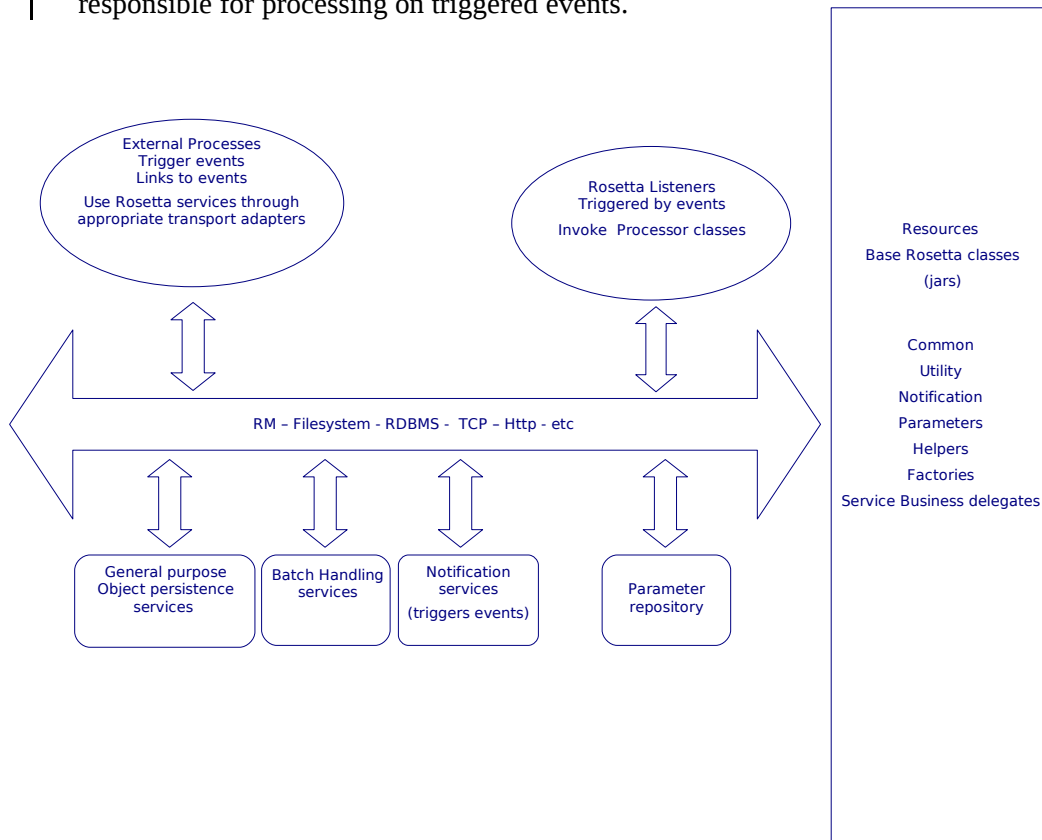 responsible for processing on triggered events.
External Processes
Trigger events
Links to events
Use Rosetta services through
appropriate transport adapters
Rosetta Listeners
Triggered by events
Invoke Processor classes
RM – Filesystem - RDBMS - TCP – Http - etc
General purpose
Object persistence
services
Batch Handling
services
Notification
services
(triggers events)
Parameter
repository
Resources
Base Rosetta classes
(jars)
Common
Utility
Notification
Parameters
Helpers
Factories
Service Business delegates